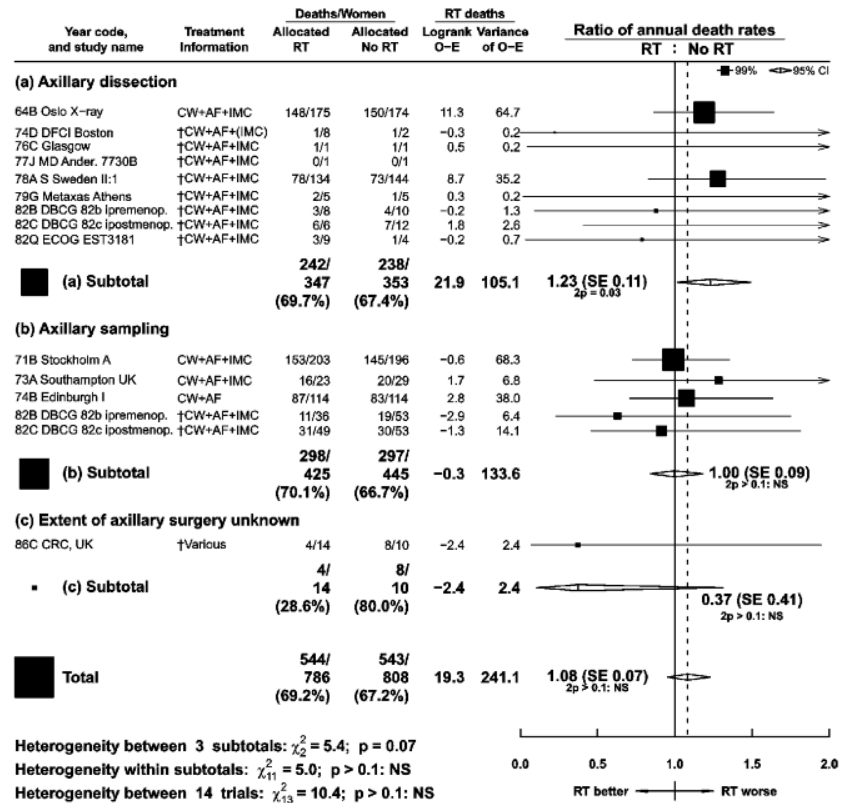 Deaths/Women RT deaths
Year code, Treatment Allocated Allocated Logrank Variance Ratio of annual death rates
and study name Information RT No RT O−E of O−E RT : No RT
99% 95% CI
(a) Axillary dissection
64B Oslo X−ray CW+AF+IMC 148/175 150/174 11.3 64.7
74D DFCI Boston †CW+AF+(IMC) 1/8 1/2 −0.3 0.2
76C Glasgow †CW+AF+IMC 1/1 1/1 0.5 0.2
77J MD Ander. 7730B †CW+AF+IMC 0/1 0/1
78A S Sweden II:1 †CW+AF+IMC 78/134 73/144 8.7 35.2
79G Metaxas Athens †CW+AF+IMC 2/5 1/5 0.3 0.2
82B DBCG 82b Ipremenop. †CW+AF+IMC 3/8 4/10 −0.2 1.3
82C DBCG 82c ipostmenop. †CW+AF+IMC 6/6 7/12 1.8 2.6
82Q ECOG EST3181 †CW+AF+IMC 3/9 1/4 −0.2 0.7
242/ 238/
(a) Subtotal 347 353 21.9 105.1 1.23 (SE 0.11)
(69.7%) (67.4%) 2p = 0.03
(b) Axillary sampling
71B Stockholm A CW+AF+IMC 153/203 145/196 −0.6 68.3
73A Southampton UK CW+AF+IMC 16/23 20/29 1.7 6.8
74B Edinburgh I CW+AF 87/114 83/114 2.8 38.0
82B DBCG 82b ipremenop. †CW+AF+IMC 11/36 19/53 −2.9 6.4
82C DBCG 82c ipostmenop. †CW+AF+IMC 31/49 30/53 −1.3 14.1
298/ 297/
(b) Subtotal 425 445 −0.3 133.6 1.00 (SE 0.09)
(70.1%) (66.7%) 2p > 0.1: NS
(c) Extent of axillary surgery unknown
86C CRC, UK †Various 4/14 8/10 −2.4 2.4
4/ 8/
(c) Subtotal 14 10 −2.4 2.4
(28.6%) (80.0%) 0.37 (SE 0.41)
2p > 0.1: NS
544/ 543/
Total 786 808 19.3 241.1 1.08 (SE 0.07)
(69.2%) (67.2%) 2p > 0.1: NS
Heterogeneity between 3 subtotals: χ²₂ = 5.4; p = 0.07
Heterogeneity within subtotals: χ²₁₁ = 5.0; p > 0.1: NS
Heterogeneity between 14 trials: χ²₁₃ = 10.4; p > 0.1: NS
0.0 0.5 1.0 1.5 2.0
RT better RT worse